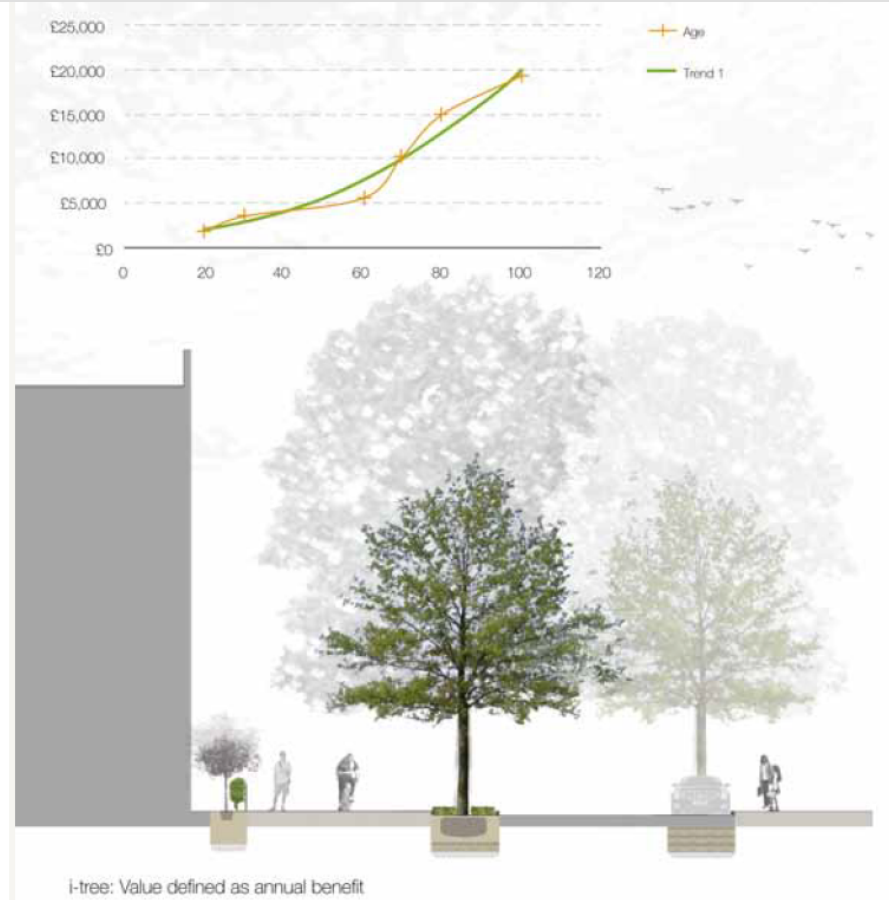 £25,000
Age
£20,000
Trend 1
£15,000
£10,000
£5,000
£0
0 20 40 60 80 100 120
i-tree: Value defined as annual benefit